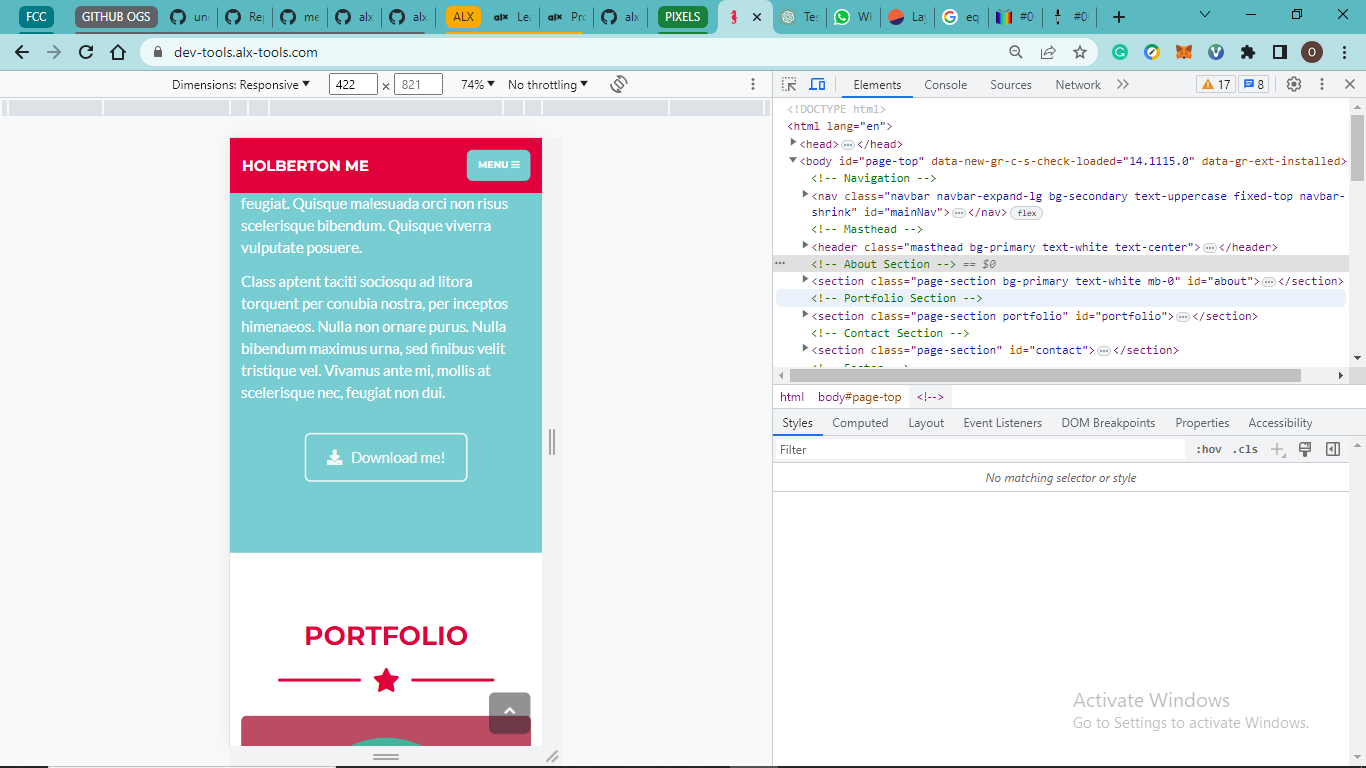 FCC
GITHUB OGS
un
Re
me
alx
alx
ALX
Le
Pr
alx
PIXELS
Tes
Wh
La
eq
#0
#0
dev-tools.alx-tools.com
O
Dimensions: Responsive 422 x 821 74% No throttling
Elements Console Sources Network 17 8
HOLBERTON ME
MENU
feugiat. Quisque malesuada orci non risus
scelerisque bibendum. Quisque viverra
vulputate posuere.
Class aptent taciti sociosqu ad litora
torquent per conubia nostra, per inceptos
himenaeos. Nulla non ornare purus. Nulla
bibendum maximus urna, sed finibus velit
tristique vel. Vivamus ante mi, mollis at
scelerisque nec, feugiat non dui.
Download me!
PORTFOLIO
<!DOCTYPE html>
<html lang="en">
<head>…</head>
<body id="page-top" data-new-gr-c-s-check-loaded="14.1115.0" data-gr-ext-installed>
<!-- Navigation -->
<nav class="navbar navbar-expand-lg bg-secondary text-uppercase fixed-top navbar-
shrink" id="mainNav">…</nav> flex
<!-- Masthead -->
<header class="masthead bg-primary text-white text-center">…</header>
<!-- About Section --> == $0
<section class="page-section bg-primary text-white mb-0" id="about">…</section>
<!-- Portfolio Section -->
<section class="page-section portfolio" id="portfolio">…</section>
<!-- Contact Section -->
<section class="page-section" id="contact">…</section>
html body#page-top <!-->
Styles Computed Layout Event Listeners DOM Breakpoints Properties Accessibility
Filter :hov .cls
No matching selector or style
Activate Windows
Go to Settings to activate Windows.